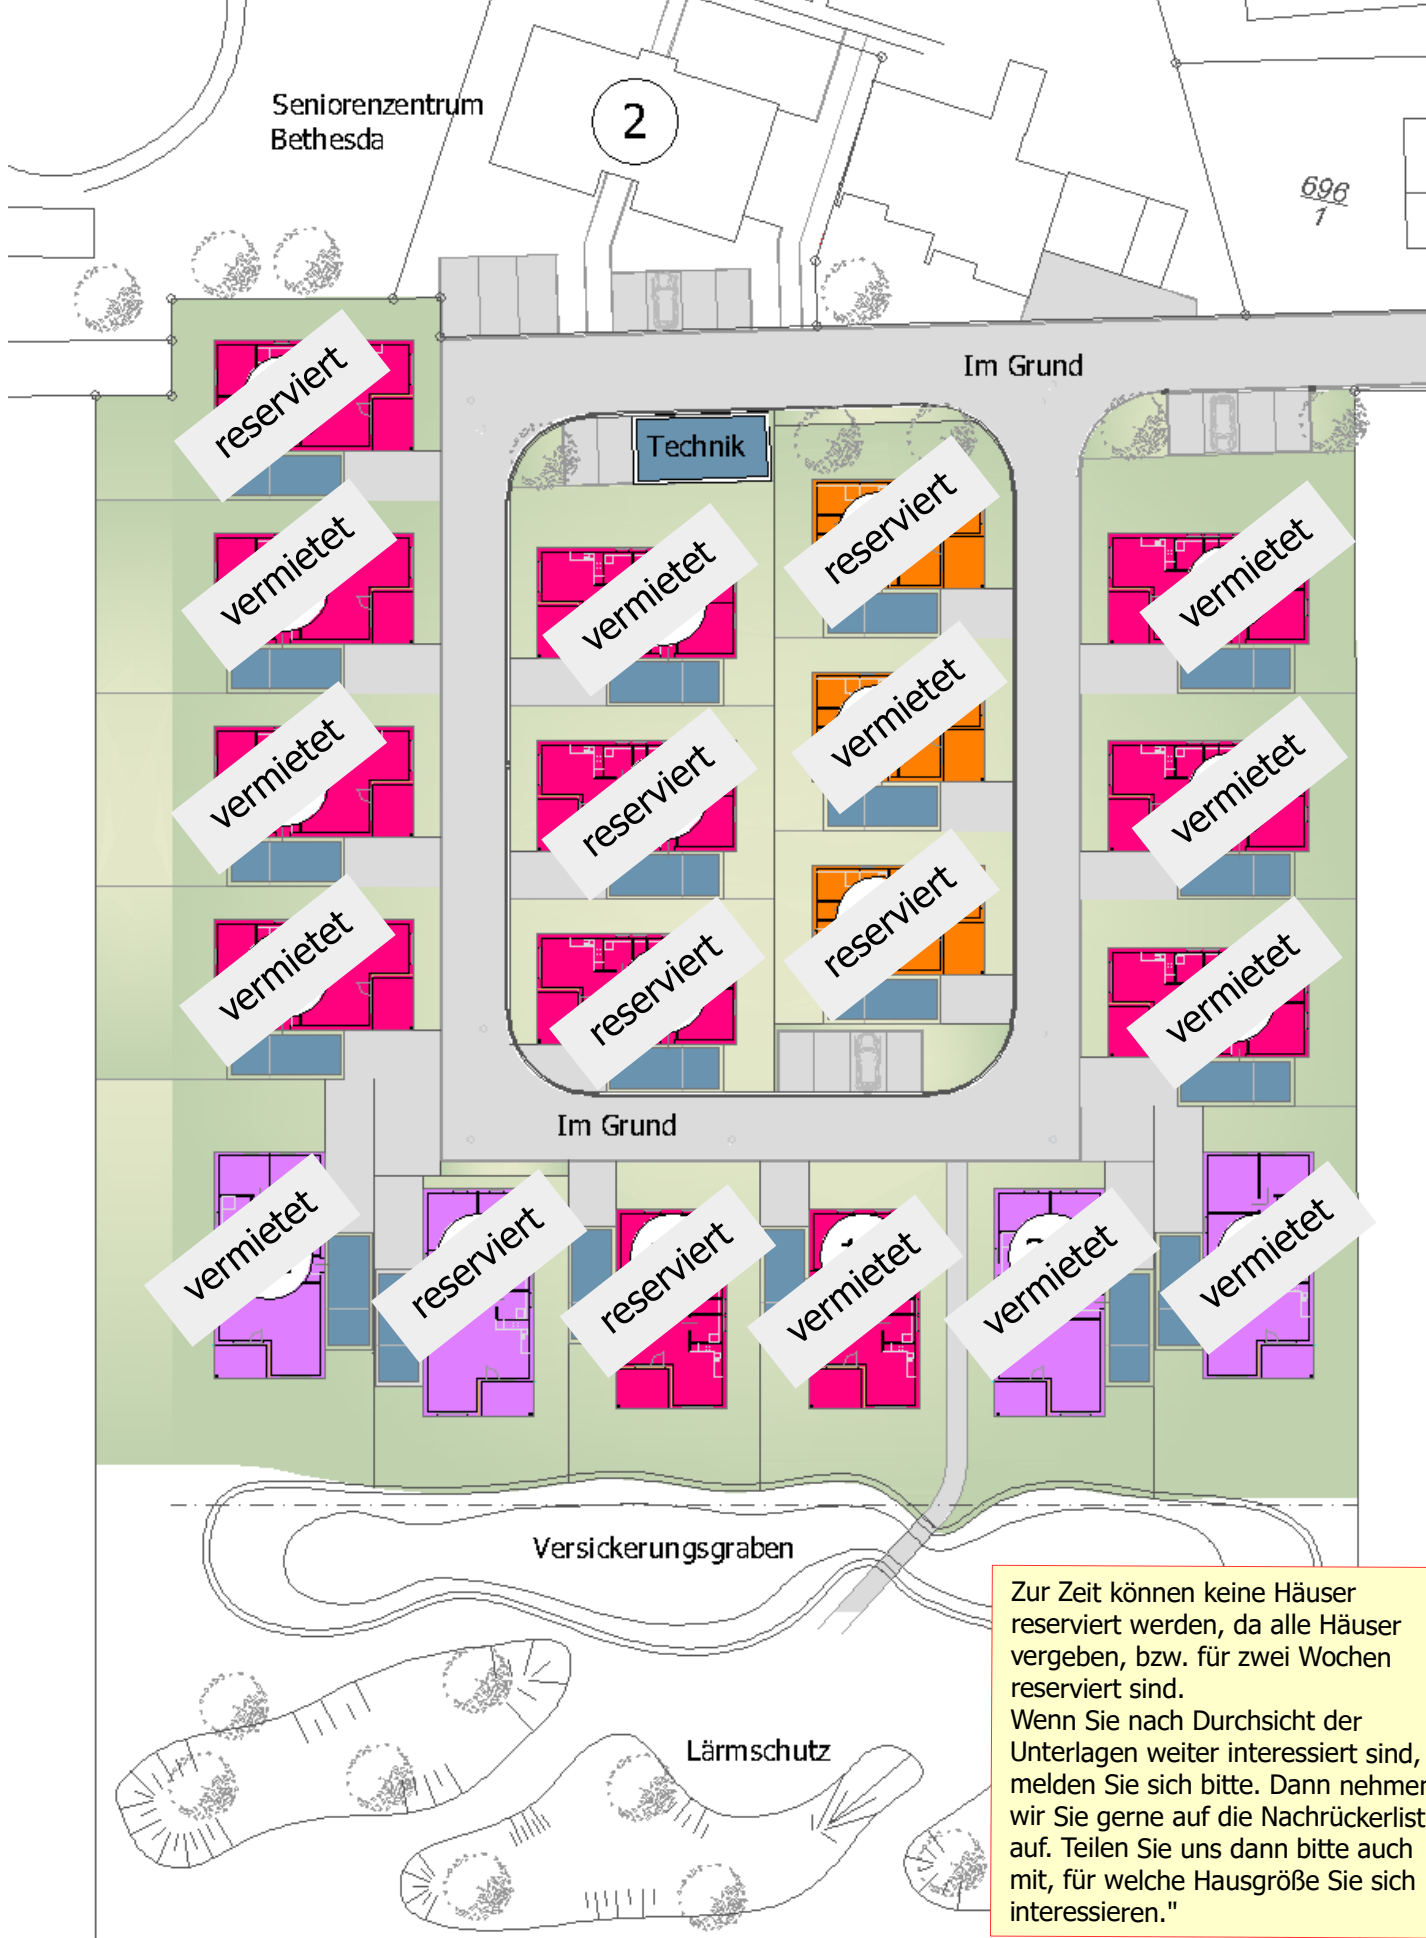 Seniorenzentrum
Bethesda
2
696
1
Im Grund
Technik
reserviert
reserviert
vermietet
vermietet
vermietet
vermietet
vermietet
reserviert
vermietet
vermietet
vermietet
reserviert
reserviert
vermietet
Im Grund
vermietet
reserviert
reserviert
vermietet
vermietet
vermietet
Versickerungsgraben
Lärmschutz
Zur Zeit können keine Häuser
reserviert werden, da alle Häuser
vergeben, bzw. für zwei Wochen
reserviert sind.
Wenn Sie nach Durchsicht der
Unterlagen weiter interessiert sind,
melden Sie sich bitte. Dann nehmen
wir Sie gerne auf die Nachrückerlist
auf. Teilen Sie uns dann bitte auch
mit, für welche Hausgröße Sie sich
interessieren."